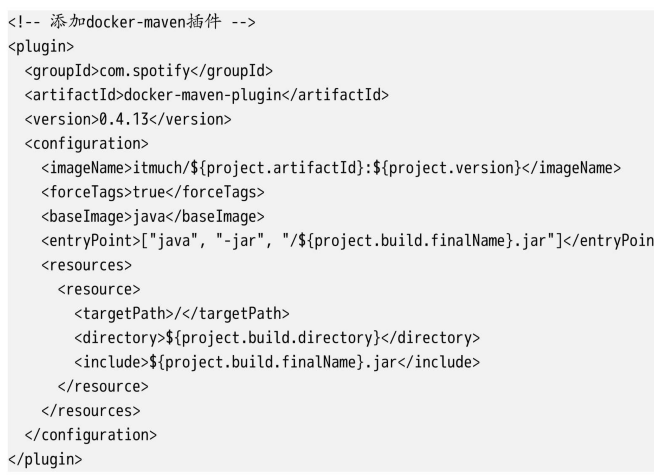 <!-- 添加docker-maven插件 -->
<plugin>
  <groupId>com.spotify</groupId>
  <artifactId>docker-maven-plugin</artifactId>
  <version>0.4.13</version>
  <configuration>
    <imageName>itmuch/${project.artifactId}:${project.version}</imageName>
    <forceTags>true</forceTags>
    <baseImage>java</baseImage>
    <entryPoint>["java", "-jar", "/${project.build.finalName}.jar"]</entryPoin
    <resources>
      <resource>
        <targetPath>/</targetPath>
        <directory>${project.build.directory}</directory>
        <include>${project.build.finalName}.jar</include>
      </resource>
    </resources>
  </configuration>
</plugin>